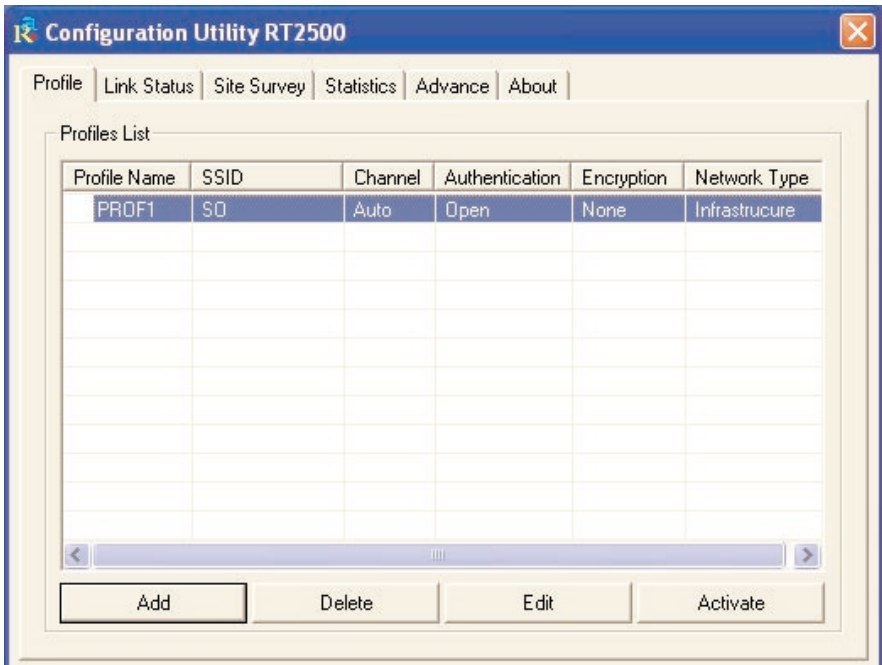 Configuration Utility RT2500
Profile Link Status Site Survey Statistics Advance About
Profiles List
Profile Name SSID Channel Authentication Encryption Network Type
PROF1 SO Auto Open None Infrastrucure
Add Delete Edit Activate